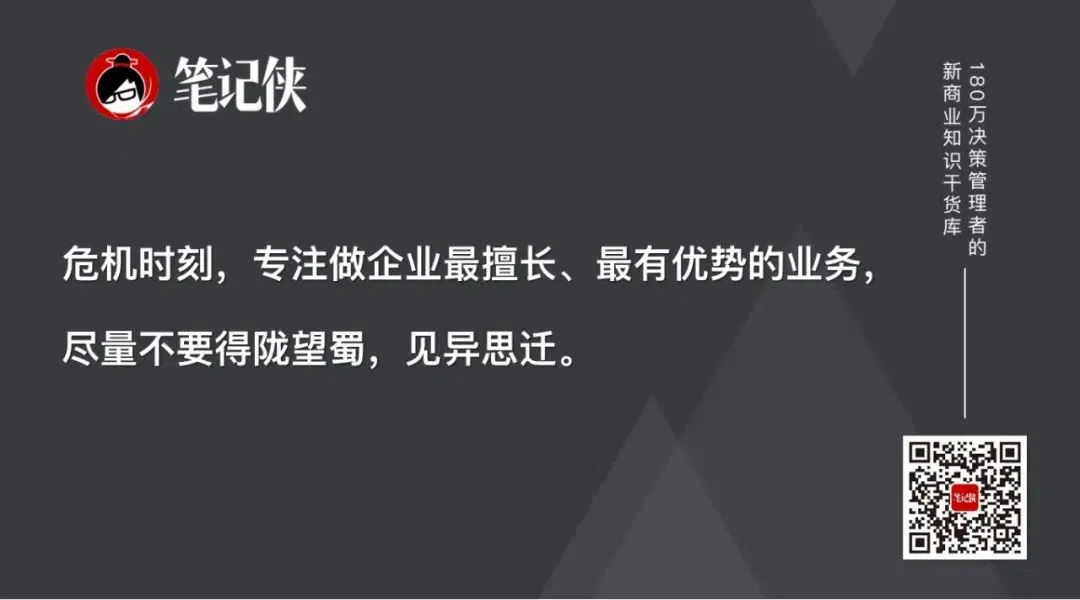 笔记侠
危机时刻，专注做企业最擅长、最有优势的业务，
尽量不要得陇望蜀，见异思迁。
180万决策管理者的
新商业知识干货库
笔记侠